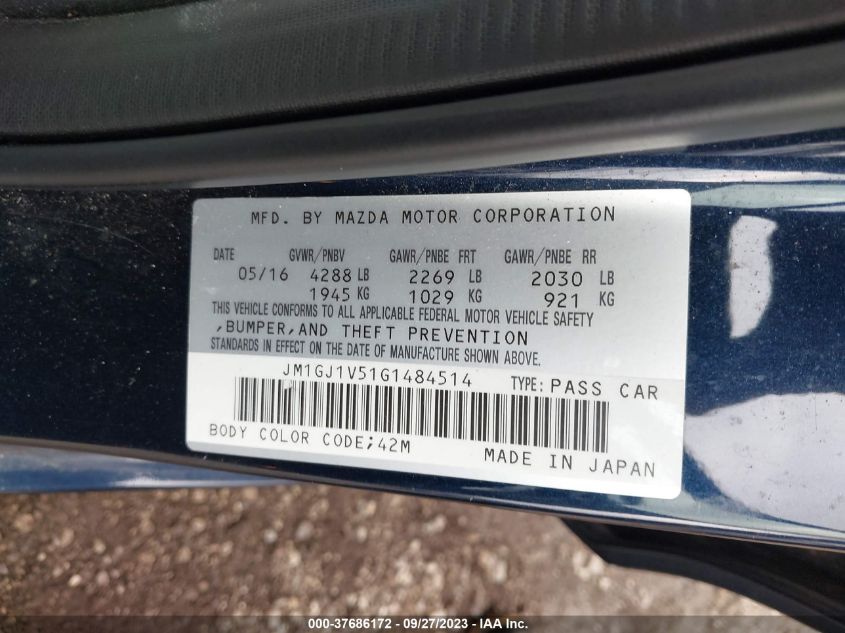 MFD. BY MAZDA MOTOR CORPORATION
DATE GVWR/PNBV GAWR/PNBE FRT GAWR/PNBE RR
05/16 4288 LB 2269 LB 2030 LB
1945 KG 1029 KG 921 KG
THIS VEHICLE CONFORMS TO ALL APPLICABLE FEDERAL MOTOR VEHICLE SAFETY
,BUMPER,AND THEFT PREVENTION
STANDARDS IN EFFECT ON THE DATE OF MANUFACTURE SHOWN ABOVE.
JM1GJ1V51G1484514 TYPE: PASS CAR
BODY COLOR CODE;42M
MADE IN JAPAN
000-37686172 - 09/27/2023 - IAA Inc.